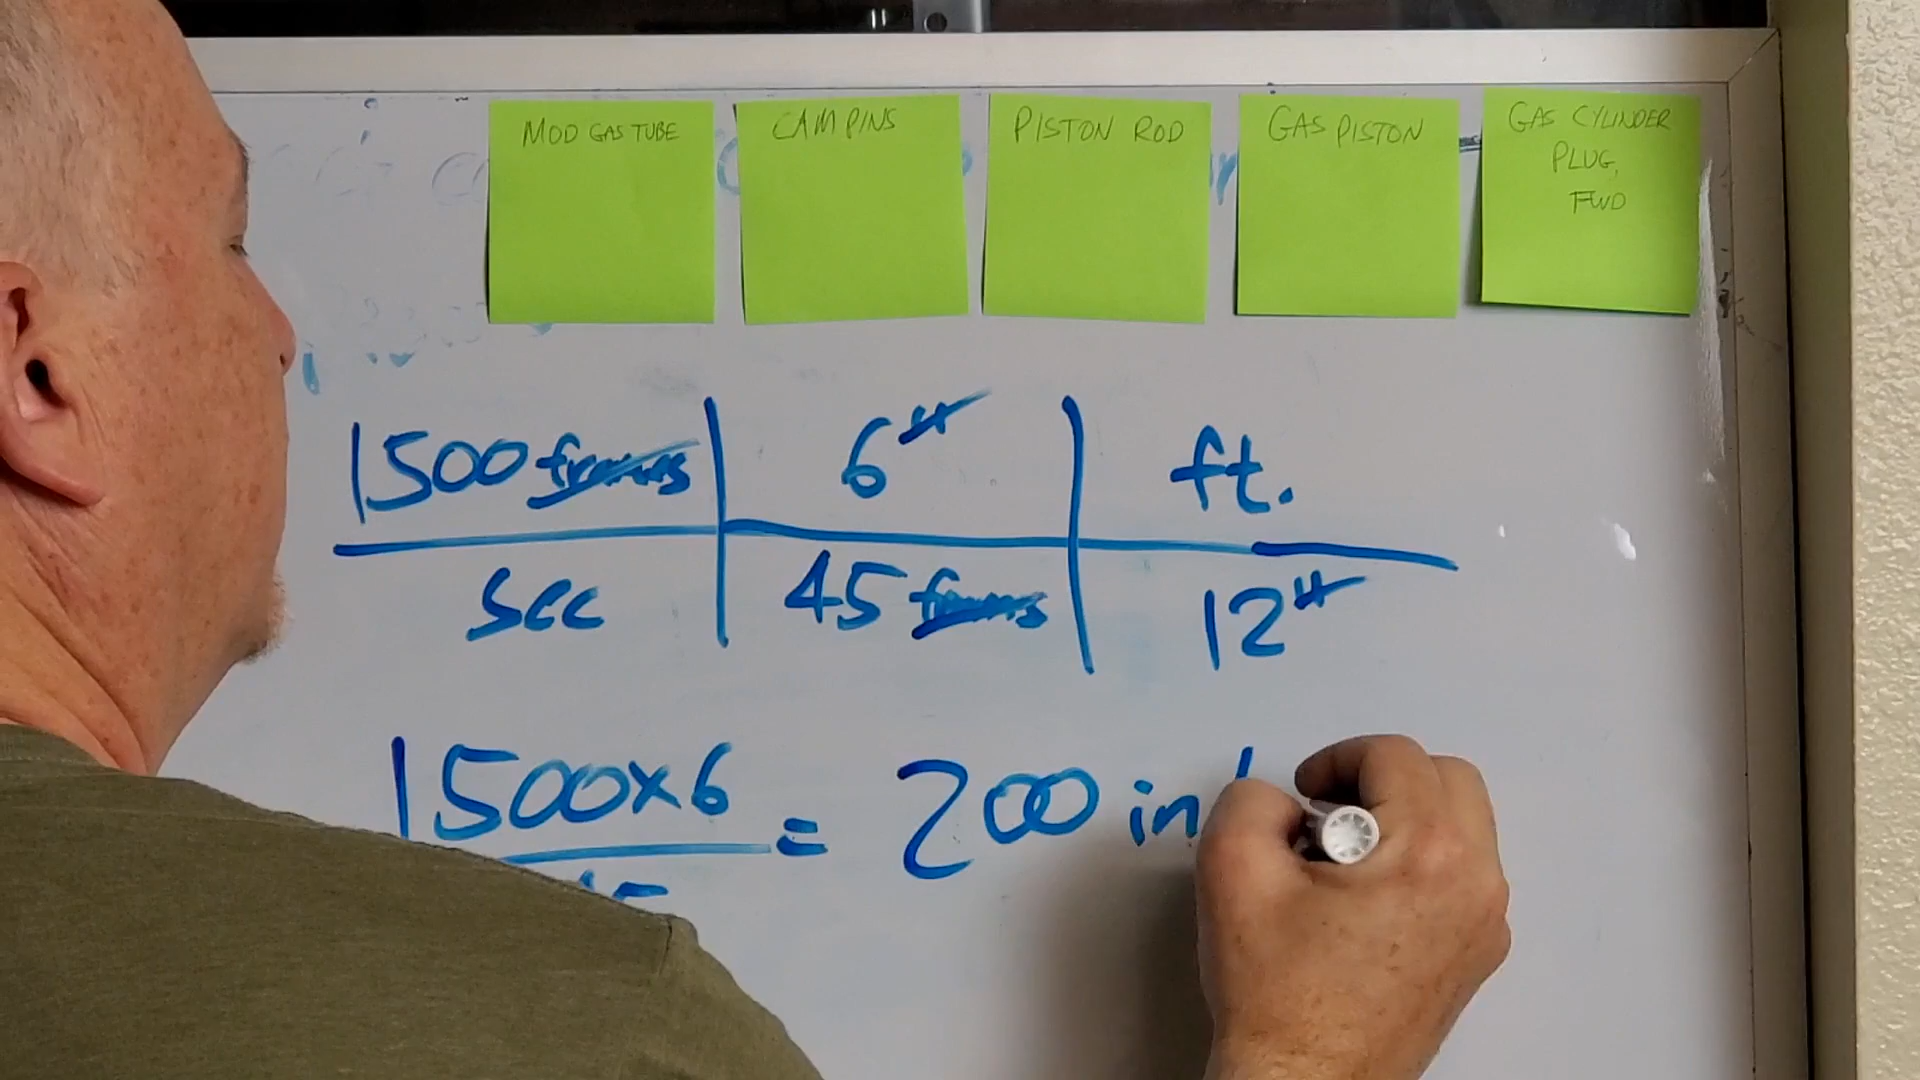 MOD GAS TUBE
CAM PINS
PISTON ROD
GAS PISTON
GAS CYLINDER
PLUG,
FWD
1500 frames 6" ft.
sec 45 frames 12"
1500x6 = 200 in
45